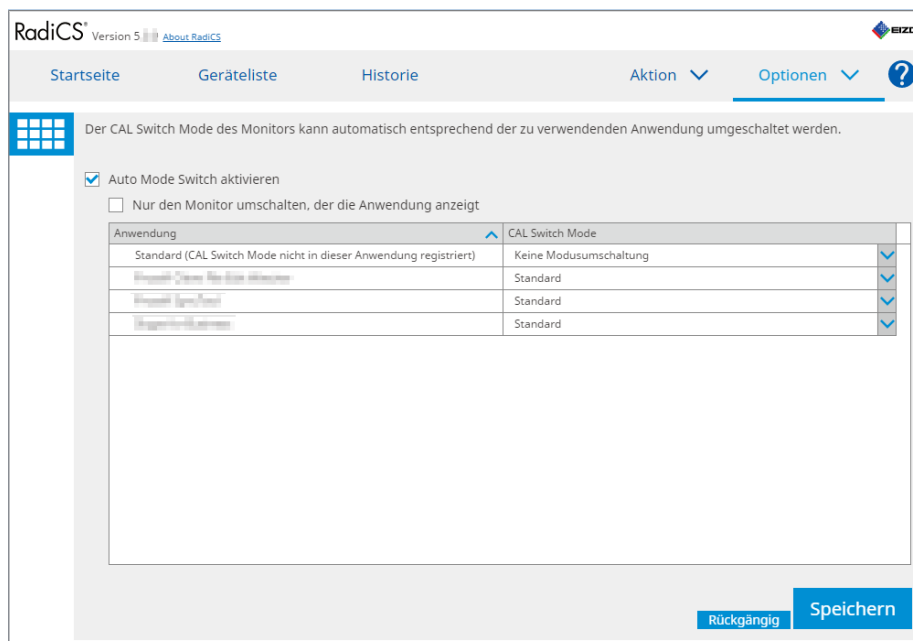 RadiCS® Version 5. About RadiCS
EIZO
Startseite Geräteliste Historie Aktion Optionen ?
Der CAL Switch Mode des Monitors kann automatisch entsprechend der zu verwendenden Anwendung umgeschaltet werden.
Auto Mode Switch aktivieren
Nur den Monitor umschalten, der die Anwendung anzeigt
Anwendung CAL Switch Mode
Standard (CAL Switch Mode nicht in dieser Anwendung registriert) Keine Modusumschaltung
Standard
Standard
Standard
Rückgängig Speichern